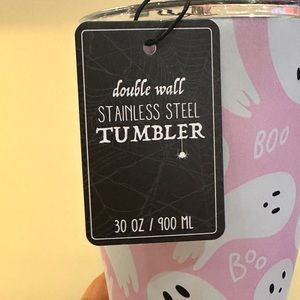 double wall
STAINLESS STEEL
TUMBLER
30 OZ / 900 ML
BOO
BOO